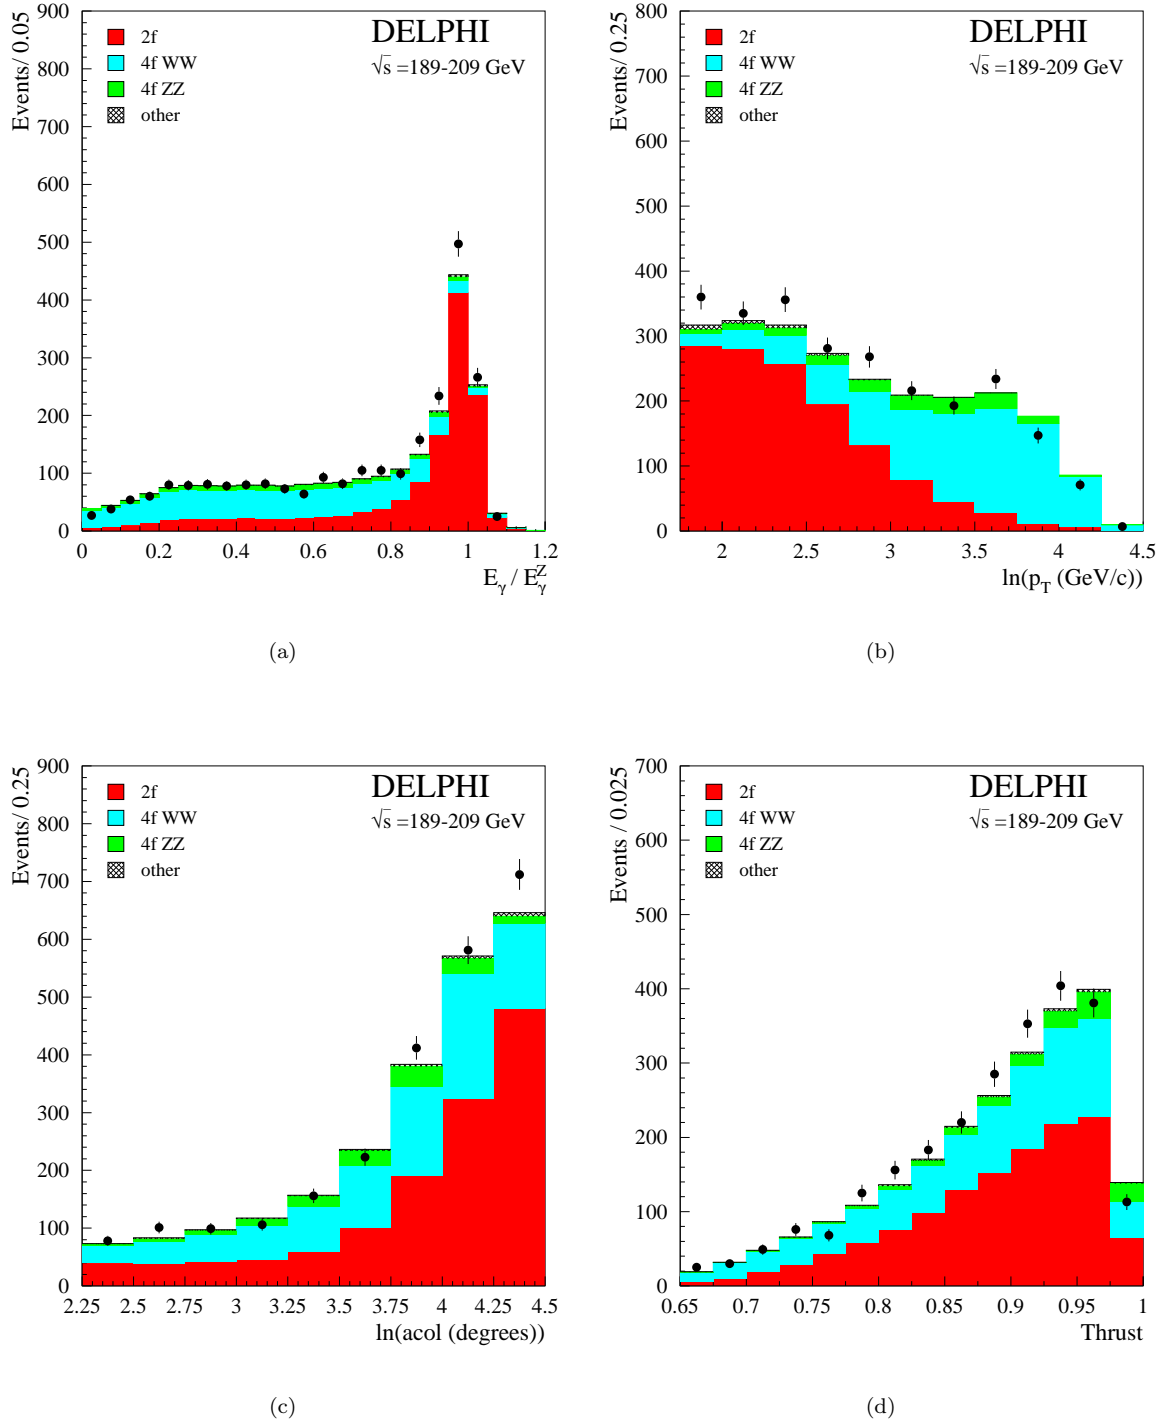 Events/ 0.05
DELPHI
√s =189-209 GeV
2f
4f WW
4f ZZ
other
900
800
700
600
500
400
300
200
100
0
0 0.2 0.4 0.6 0.8 1 1.2
E_γ / E_γ^Z
(a)
Events/ 0.25
DELPHI
√s =189-209 GeV
2f
4f WW
4f ZZ
other
800
700
600
500
400
300
200
100
0
2 2.5 3 3.5 4 4.5
ln(p_T (GeV/c))
(b)
Events/ 0.25
DELPHI
√s =189-209 GeV
2f
4f WW
4f ZZ
other
900
800
700
600
500
400
300
200
100
0
2.25 2.5 2.75 3 3.25 3.5 3.75 4 4.25 4.5
ln(acol (degrees))
(c)
Events / 0.025
DELPHI
√s =189-209 GeV
2f
4f WW
4f ZZ
other
700
600
500
400
300
200
100
0
0.65 0.7 0.75 0.8 0.85 0.9 0.95 1
Thrust
(d)